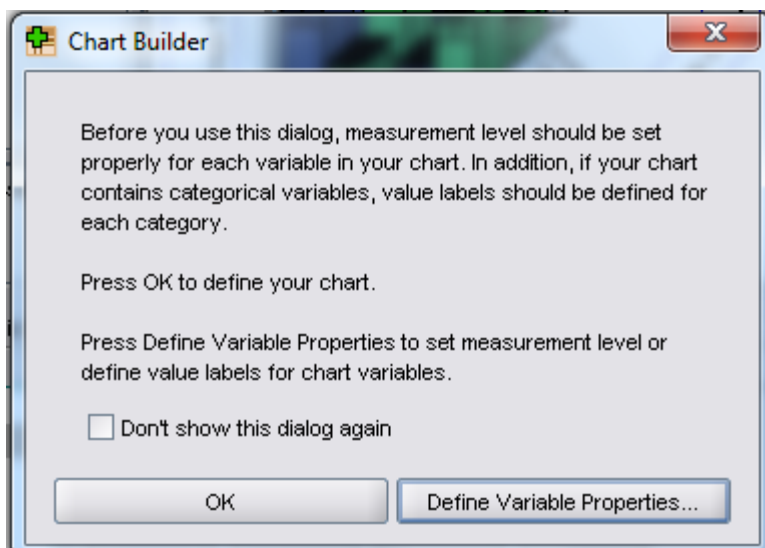 Chart Builder
Before you use this dialog, measurement level should be set
properly for each variable in your chart. In addition, if your chart
contains categorical variables, value labels should be defined for
each category.
Press OK to define your chart.
Press Define Variable Properties to set measurement level or
define value labels for chart variables.
Don't show this dialog again
OK
Define Variable Properties...